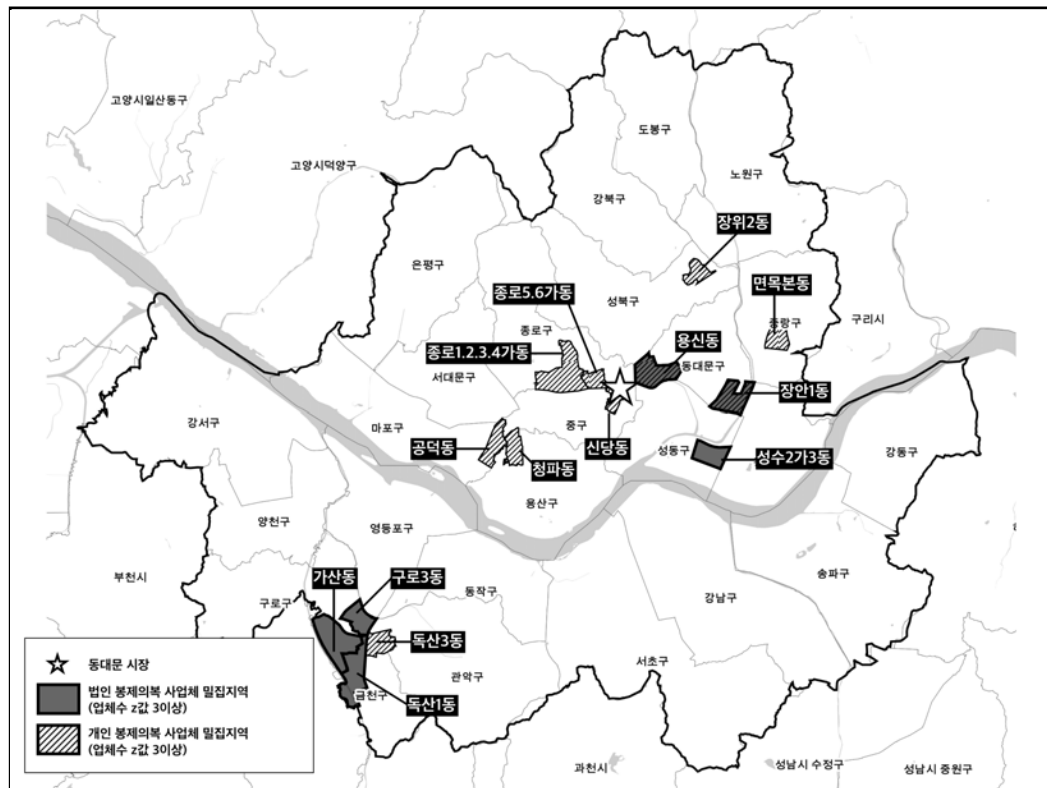 고양시일산동구
도봉구
고양시덕양구
노원구
강북구
장위2동
은평구
면목본동
종로5.6가동
성북구
중랑구
구리시
종로구
용신동
종로1.2.3.4가동
동대문구
서대문구
장안1동
강서구
마포구
중구
신당동
성동구
공덕동
성수2가3동
강동구
청파동
용산구
양천구
영등포구
부천시
가산동
구로3동
송파구
구로구
동작구
강남구
독산3동
서초구
관악구
금천구
독산1동
동대문 시장
법인 봉제의복 사업체 밀집지역
(업체수 z값 3이상)
개인 봉제의복 사업체 밀집지역
(업체수 z값 3이상)
과천시
성남시 수정구
성남시 중원구